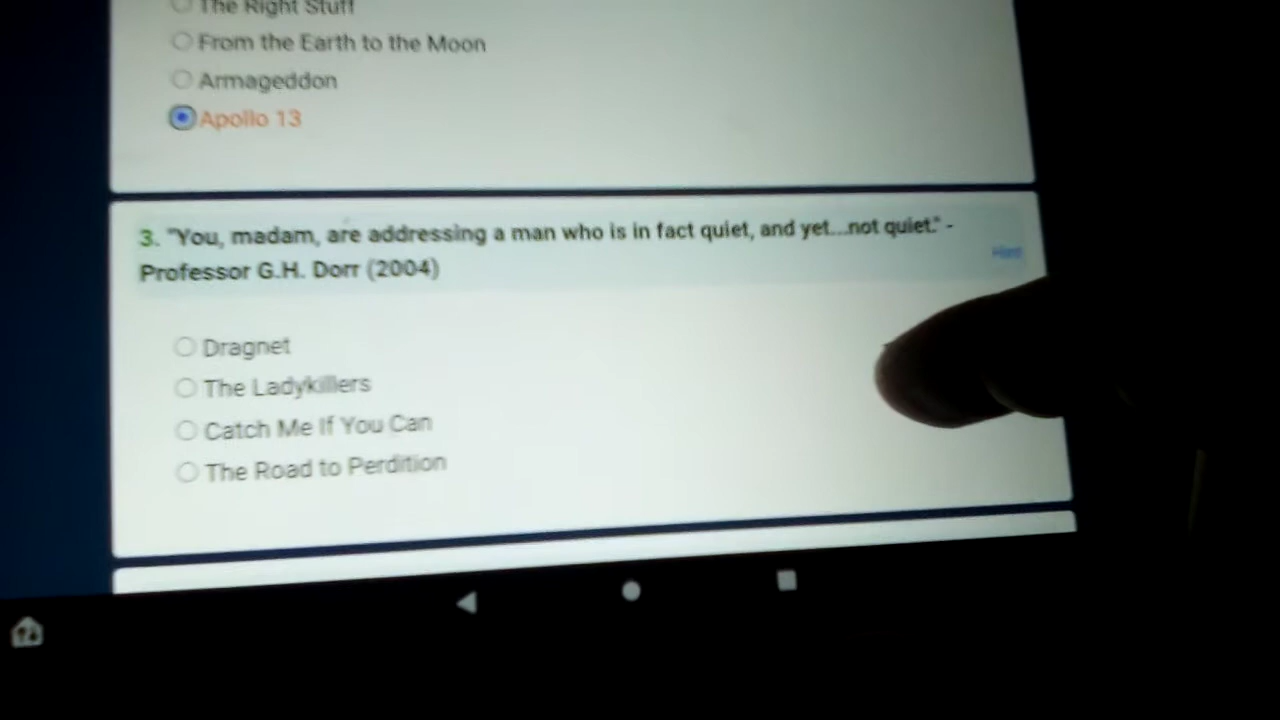 The Right Stuff
From the Earth to the Moon
Armageddon
Apollo 13
3. "You, madam, are addressing a man who is in fact quiet, and yet...not quiet." -
Professor G.H. Dorr (2004)
Hint
Dragnet
The Ladykillers
Catch Me If You Can
The Road to Perdition